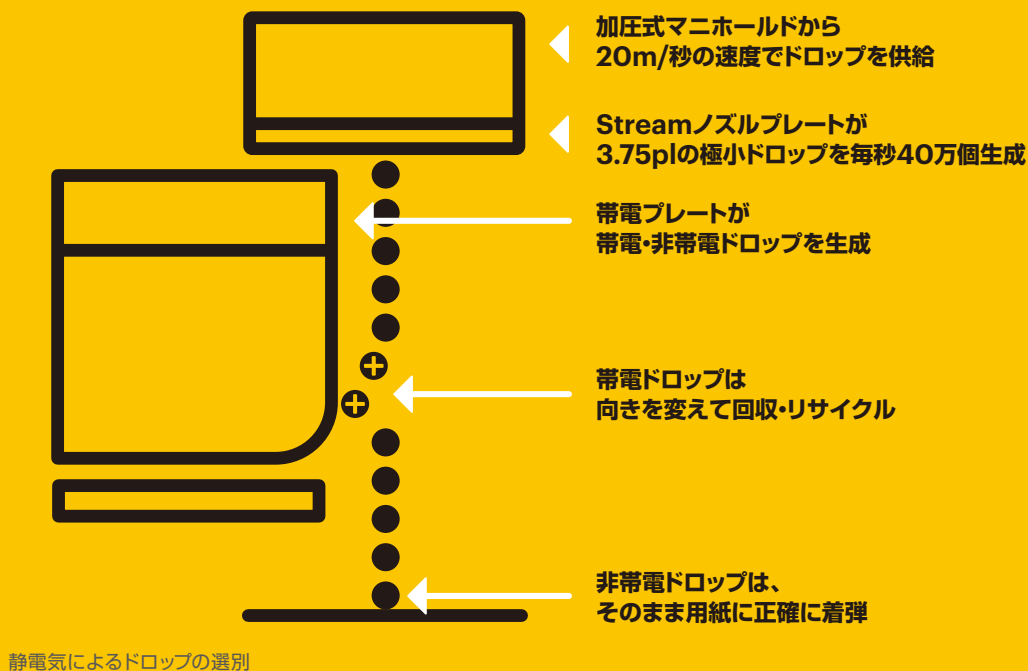 加圧式マニホールドから
20m/秒の速度でドロップを供給
Streamノズルプレートが
3.75plの極小ドロップを毎秒40万個生成
帯電プレートが
帯電・非帯電ドロップを生成
帯電ドロップは
向きを変えて回収・リサイクル
非帯電ドロップは、
そのまま用紙に正確に着弾
静電気によるドロップの選別